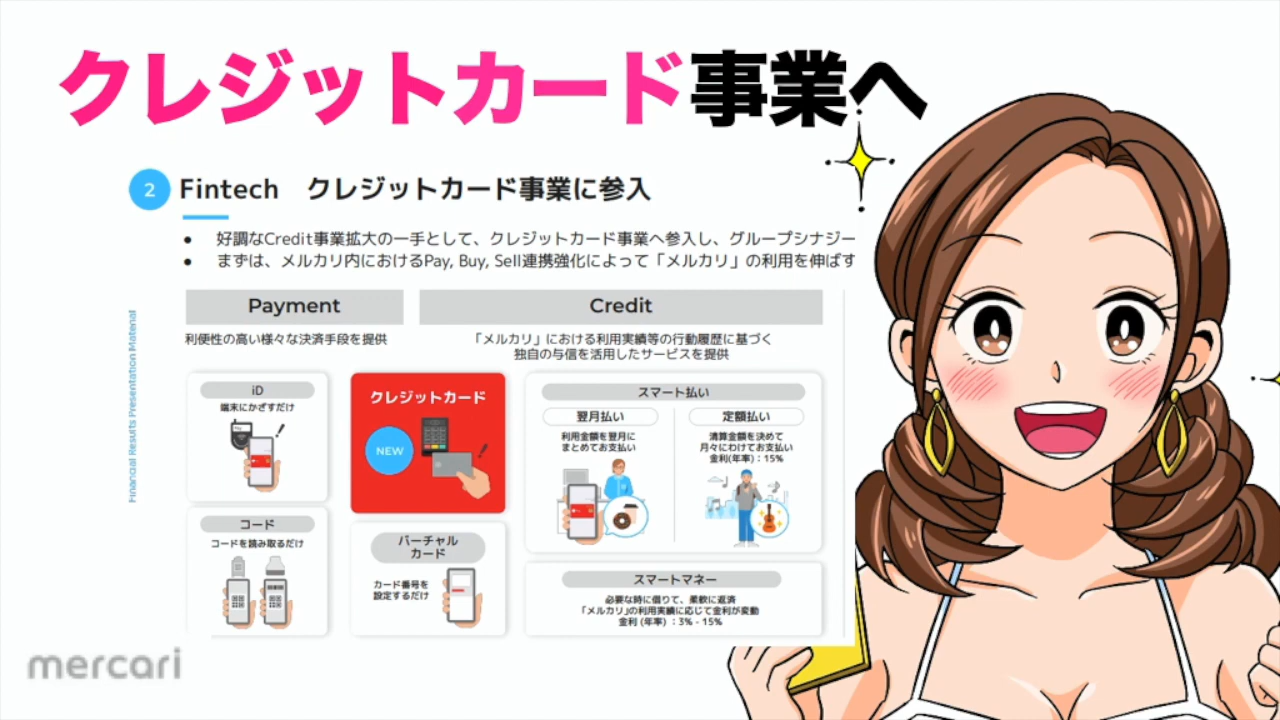 クレジットカード事業へ
2 Fintech クレジットカード事業に参入
● 好調なCredit事業拡大の一手として、クレジットカード事業へ参入し、グループシナジー
● まずは、メルカリ内におけるPay, Buy, Sell連携強化によって「メルカリ」の利用を伸ばす
Financial Results Presentation Material
Payment
利便性の高い様々な決済手段を提供
iD
端末にかざすだけ
コード
コードを読み取るだけ
クレジットカード
NEW
バーチャル
カード
カード番号を
設定するだけ
Credit
「メルカリ」における利用実績等の行動履歴に基づく
独自の与信を活用したサービスを提供
スマート払い
翌月払い
利用金額を翌月に
まとめてお支払い
定額払い
清算金額を決めて
月々にわけてお支払い
金利(年率)：15%
スマートマネー
必要な時に借りて、柔軟に返済
「メルカリ」の利用実績に応じて金利が変動
金利 (年率) ：3% - 15%
mercari